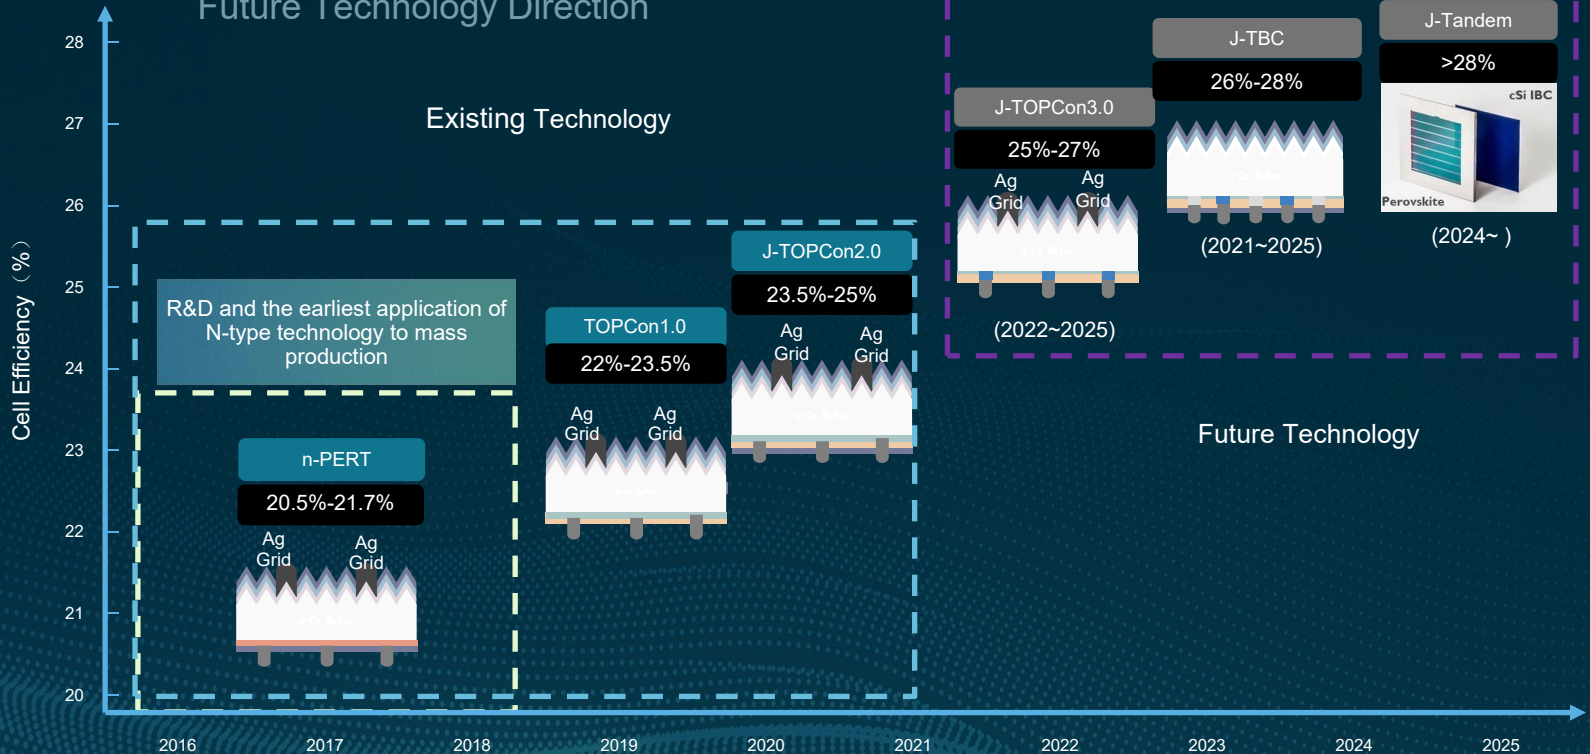 Future Technology Direction
Cell Efficiency（%）
28
27
26
25
24
23
22
21
20
Existing Technology
R&D and the earliest application of
N-type technology to mass
production
n-PERT
20.5%-21.7%
Ag
Grid
Ag
Grid
TOPCon1.0
22%-23.5%
Ag
Grid
Ag
Grid
J-TOPCon2.0
23.5%-25%
Ag
Grid
Ag
Grid
J-TOPCon3.0
25%-27%
Ag
Grid
Ag
Grid
(2022~2025)
J-TBC
26%-28%
(2021~2025)
J-Tandem
>28%
cSi IBC
Perovskite
(2024~ )
Future Technology
2016
2017
2018
2019
2020
2021
2022
2023
2024
2025